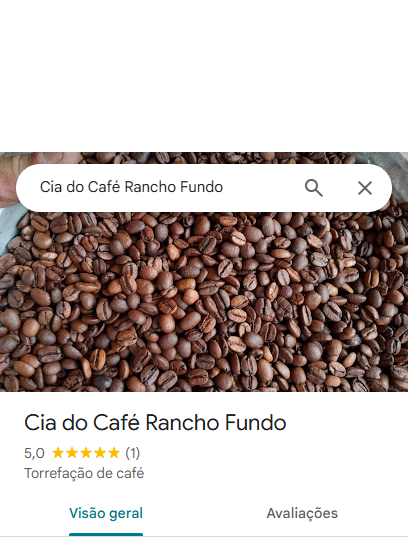 Cia do Café Rancho Fundo
Cia do Café Rancho Fundo
5,0 ★★★★★ (1)
Torrefação de café
Visão geral Avaliações